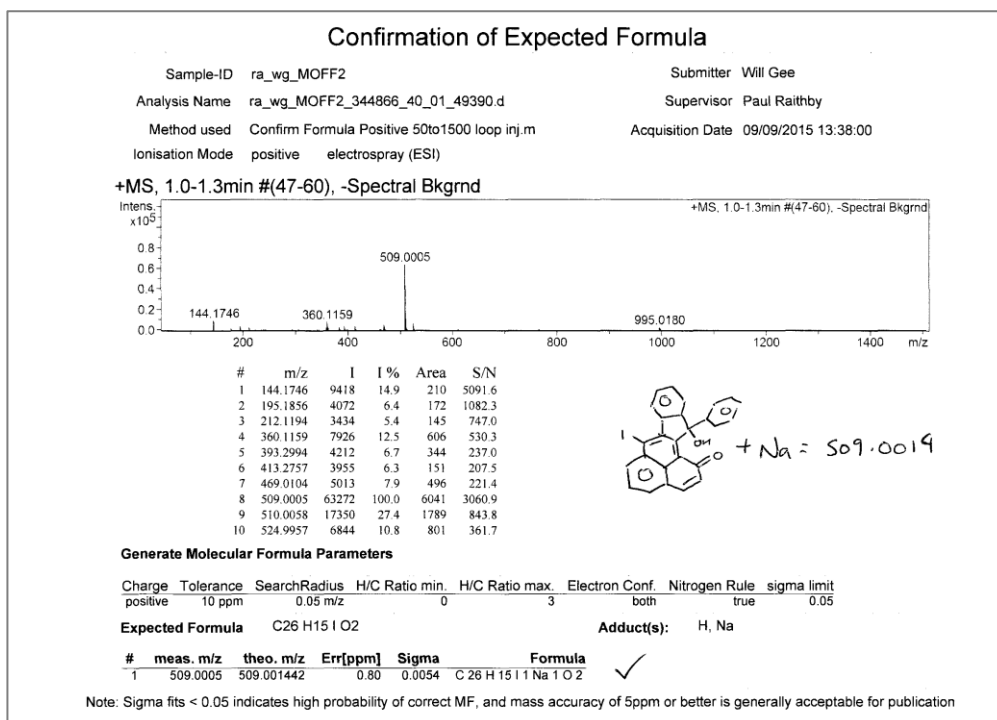 Confirmation of Expected Formula
Sample-ID ra_wg_MOFF2 Submitter Will Gee
Analysis Name ra_wg_MOFF2_344866_40_01_49390.d Supervisor Paul Raithby
Method used Confirm Formula Positive 50to1500 loop inj.m Acquisition Date 09/09/2015 13:38:00
Ionisation Mode positive electrospray (ESI)
+MS, 1.0-1.3min #(47-60), -Spectral Bkgrnd
Intens. +MS, 1.0-1.3min #(47-60), -Spectral Bkgrnd
x10⁵
0.8
509.0005
0.6
0.4
0.2 144.1746 360.1159 995.0180
0.0
200 400 600 800 1000 1200 1400 m/z
# m/z I I % Area S/N
1 144.1746 9418 14.9 210 5091.6
2 195.1856 4072 6.4 172 1082.3
3 212.1194 3434 5.4 145 747.0
4 360.1159 7926 12.5 606 530.3
5 393.2994 4212 6.7 344 237.0
6 413.2757 3955 6.3 151 207.5
7 469.0104 5013 7.9 496 221.4
8 509.0005 63272 100.0 6041 3060.9
9 510.0058 17350 27.4 1789 843.8
10 524.9957 6844 10.8 801 361.7
I OH O + Na = 509.0014
Generate Molecular Formula Parameters
Charge Tolerance SearchRadius H/C Ratio min. H/C Ratio max. Electron Conf. Nitrogen Rule sigma limit
positive 10 ppm 0.05 m/z 0 3 both true 0.05
Expected Formula C26 H15 I O2 Adduct(s): H, Na
# meas. m/z theo. m/z Err[ppm] Sigma Formula
1 509.0005 509.001442 0.80 0.0054 C 26 H 15 I 1 Na 1 O 2
Note: Sigma fits < 0.05 indicates high probability of correct MF, and mass accuracy of 5ppm or better is generally acceptable for publication